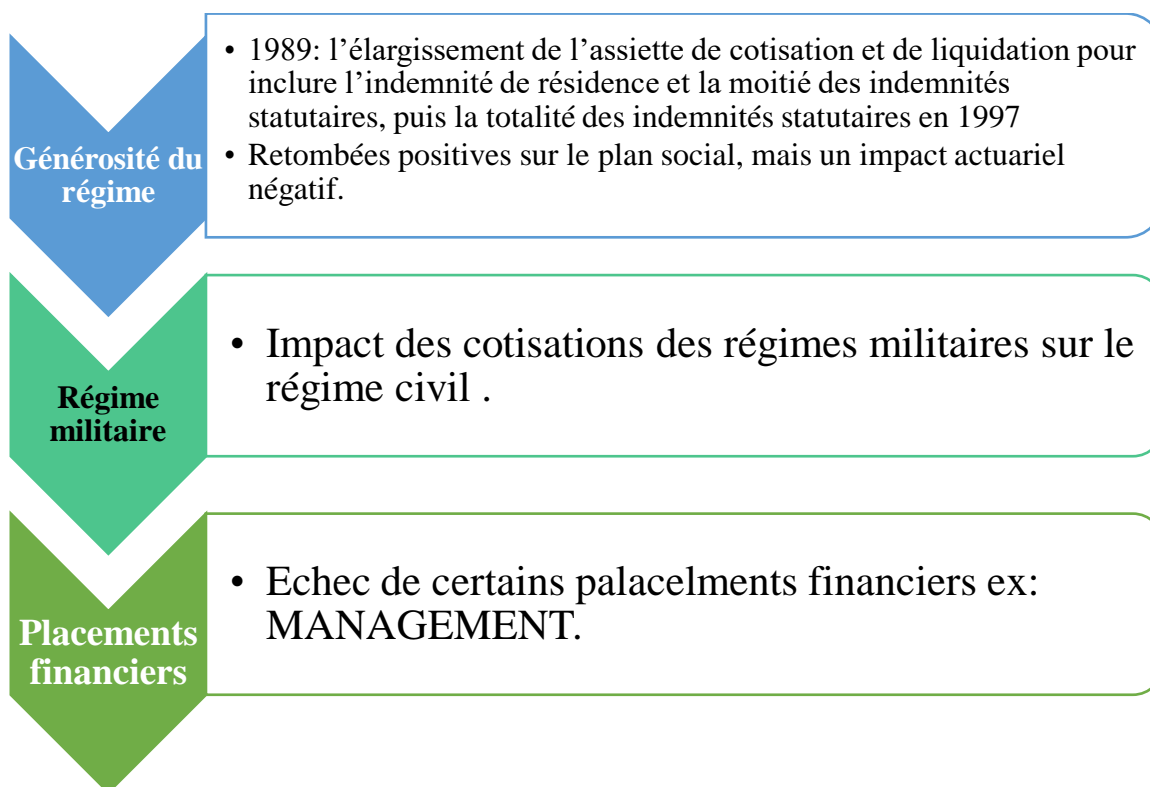 Générosité du
régime
• 1989: l’élargissement de l’assiette de cotisation et de liquidation pour
inclure l’indemnité de résidence et la moitié des indemnités
statutaires, puis la totalité des indemnités statutaires en 1997
• Retombées positives sur le plan social, mais un impact actuariel
négatif.
Régime
militaire
• Impact des cotisations des régimes militaires sur le
régime civil .
Placements
financiers
• Echec de certains palacelments financiers ex:
MANAGEMENT.